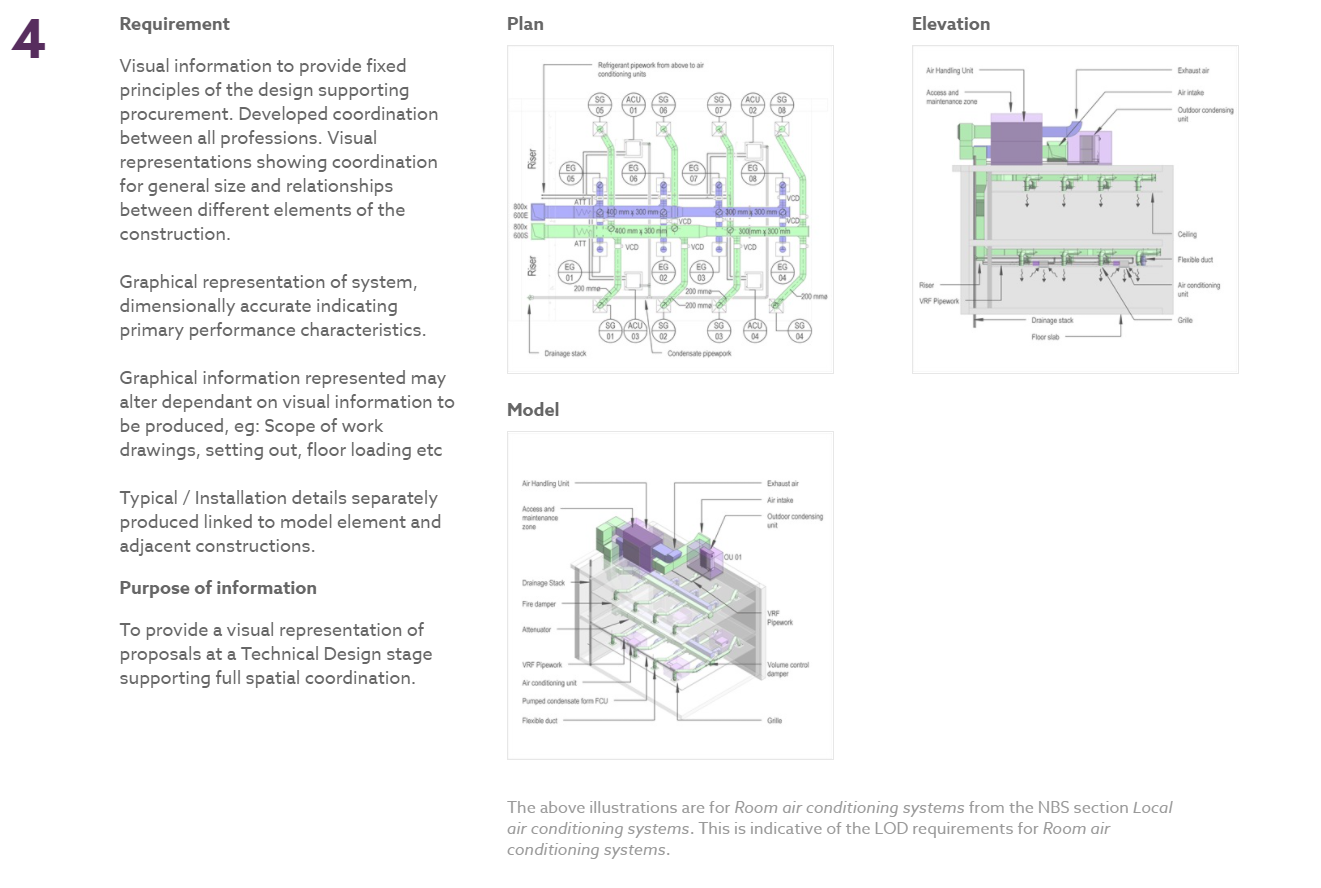 4
Requirement
Visual information to provide fixed
principles of the design supporting
procurement. Developed coordination
between all professions. Visual
representations showing coordination
for general size and relationships
between different elements of the
construction.
Graphical representation of system,
dimensionally accurate indicating
primary performance characteristics.
Graphical information represented may
alter dependant on visual information to
be produced, eg: Scope of work
drawings, setting out, floor loading etc
Typical / Installation details separately
produced linked to model element and
adjacent constructions.
Purpose of information
To provide a visual representation of
proposals at a Technical Design stage
supporting full spatial coordination.
Plan
Refrigerant pipework from above to air
conditioning units
SG 05
ACU 01
SG 06
SG 07
ACU 02
SG 08
Riser
EG 05
EG 06
EG 07
EG 08
ATT
VCD
VCD
800x
600E
400 mm x 300 mm
300 mm x 300 mm
VCD
VCD
800x
600S
400 mm x 300 mm
300 mm x 300 mm
ATT
VCD
VCD
VCD
Riser
EG 01
EG 02
EG 03
EG 04
200 mmø
200 mmø
200 mmø
200 mmø
SG 01
ACU 03
SG 02
SG 03
ACU 04
SG 04
Drainage stack
Condensate pipewpork
Elevation
Air Handling Unit
Exhaust air
Access and
maintenance zone
Air intake
Outdoor condensing
unit
Ceiling
Flexible duct
Riser
Air conditioning
unit
VRF Pipework
Drainage stack
Grille
Floor slab
Model
Air Handling Unit
Exhaust air
Air intake
Access and
maintenance
zone
Outdoor condensing
unit
OU 01
Drainage Stack
Fire damper
VRF
Pipework
Attenuator
VRF Pipework
Volume control
damper
Air conditioning unit
Pumped condensate form FCU
Flexible duct
Grille
The above illustrations are for Room air conditioning systems from the NBS section Local
air conditioning systems. This is indicative of the LOD requirements for Room air
conditioning systems.